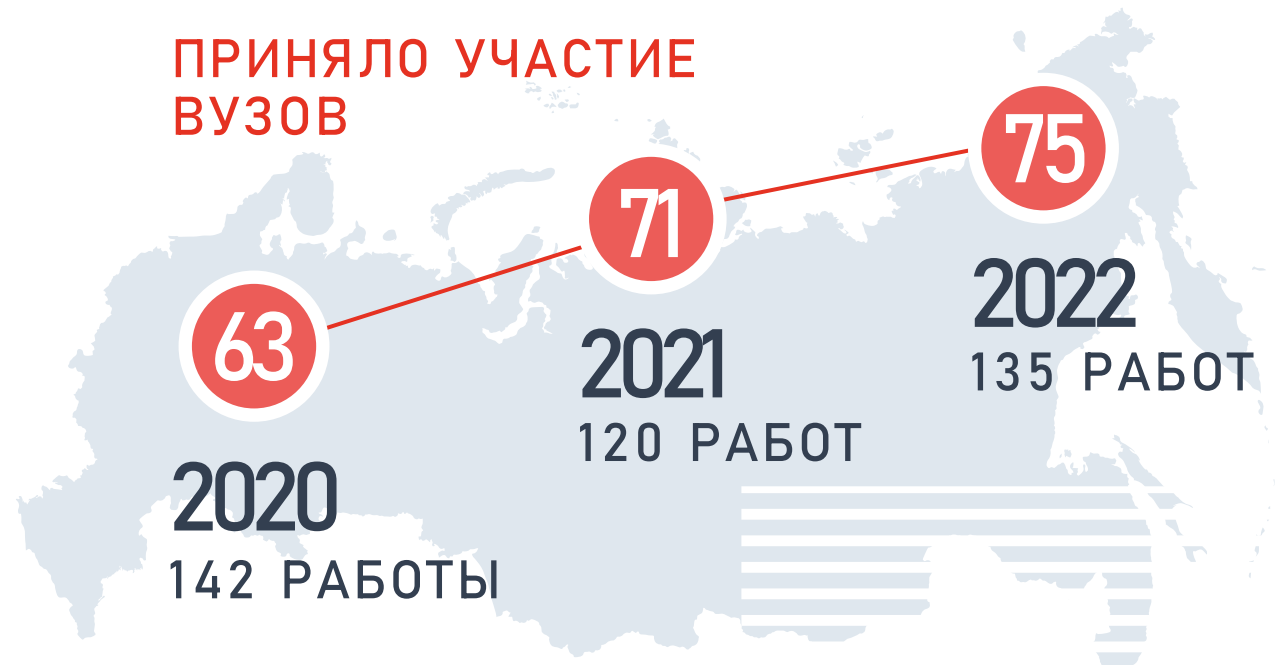 ПРИНЯЛО УЧАСТИЕ
ВУЗОВ
63
2020
142 РАБОТЫ
71
2021
120 РАБОТ
75
2022
135 РАБОТ